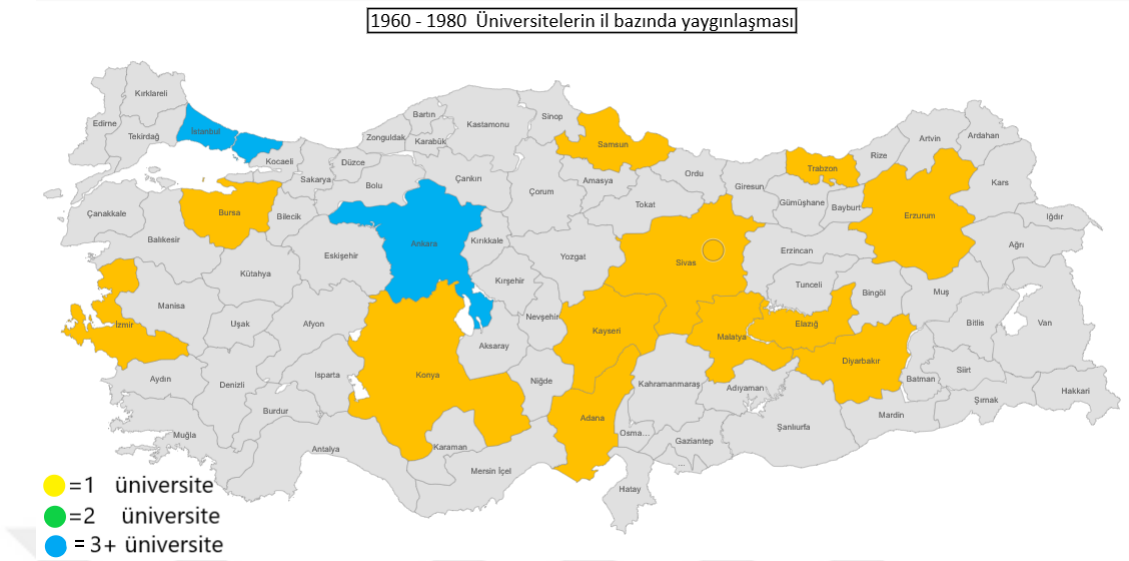 1960 - 1980 Üniversitelerin il bazında yaygınlaşması
Kırklareli
Edirne
Tekirdağ
İstanbul
Kocaeli
Sakarya
Düzce
Zonguldak
Bartın
Karabük
Kastamonu
Sinop
Samsun
Çankırı
Bolu
Çorum
Amasya
Ordu
Tokat
Giresun
Trabzon
Rize
Artvin
Ardahan
Kars
Gümüşhane
Bayburt
Erzurum
Iğdır
Ağrı
Çanakkale
Balıkesir
Bursa
Bilecik
Eskişehir
Ankara
Kırıkkale
Yozgat
Sivas
Erzincan
Tunceli
Bingöl
Muş
Kütahya
Kırşehir
Manisa
Uşak
Afyon
Nevşehir
Kayseri
Malatya
Elazığ
Diyarbakır
Bitlis
Van
İzmir
Aksaray
Konya
Niğde
Kahramanmaraş
Adıyaman
Batman
Siirt
Şırnak
Hakkari
Aydın
Denizli
Isparta
Burdur
Adana
Osma
Gaziantep
Şanlıurfa
Mardin
Muğla
Antalya
Karaman
Mersin İçel
Hatay
=1 üniversite
=2 üniversite
= 3+ üniversite